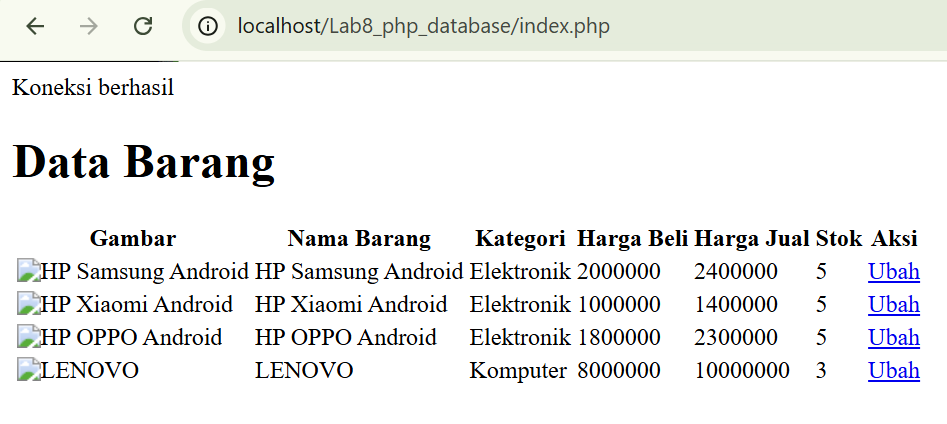 localhost/Lab8_php_database/index.php
Koneksi berhasil
Data Barang
Gambar Nama Barang Kategori Harga Beli Harga Jual Stok Aksi
HP Samsung Android HP Samsung Android Elektronik 2000000 2400000 5 Ubah
HP Xiaomi Android HP Xiaomi Android Elektronik 1000000 1400000 5 Ubah
HP OPPO Android HP OPPO Android Elektronik 1800000 2300000 5 Ubah
LENOVO LENOVO Komputer 8000000 10000000 3 Ubah